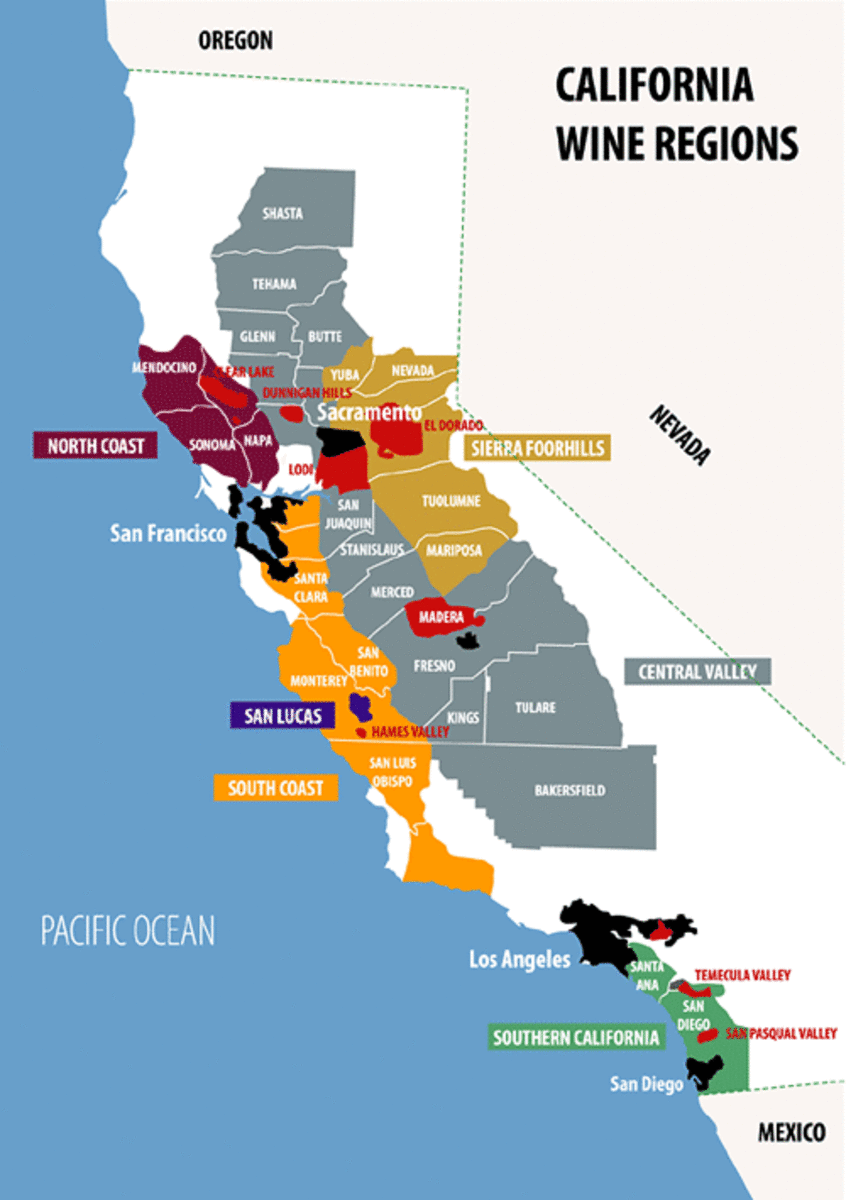 OREGON
CALIFORNIA
WINE REGIONS
SHASTA
TEHAMA
GLENN
BUTTE
MENDOCINO
CLEAR LAKE
YUBA
NEVADA
DUNNIGAN HILLS
Sacramento
EL DORADO
NEVADA
NORTH COAST
SONOMA
NAPA
SIERRA FOORHILLS
LODI
TUOLUMNE
SAN
JUAQUIN
San Francisco
STANISLAUS
MARIPOSA
SANTA
CLARA
MERCED
MADERA
SAN
BENITO
FRESNO
CENTRAL VALLEY
MONTEREY
SAN LUCAS
KINGS
TULARE
HAMES VALLEY
SAN LUIS
OBISPO
SOUTH COAST
BAKERSFIELD
PACIFIC OCEAN
Los Angeles
SANTA
ANA
TEMECULA VALLEY
SAN
DIEGO
SAN PASQUAL VALLEY
SOUTHERN CALIFORNIA
San Diego
MEXICO